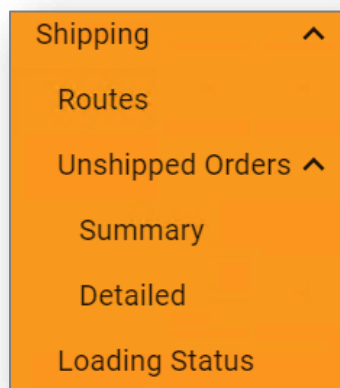 Shipping
Routes
Unshipped Orders
Summary
Detailed
Loading Status